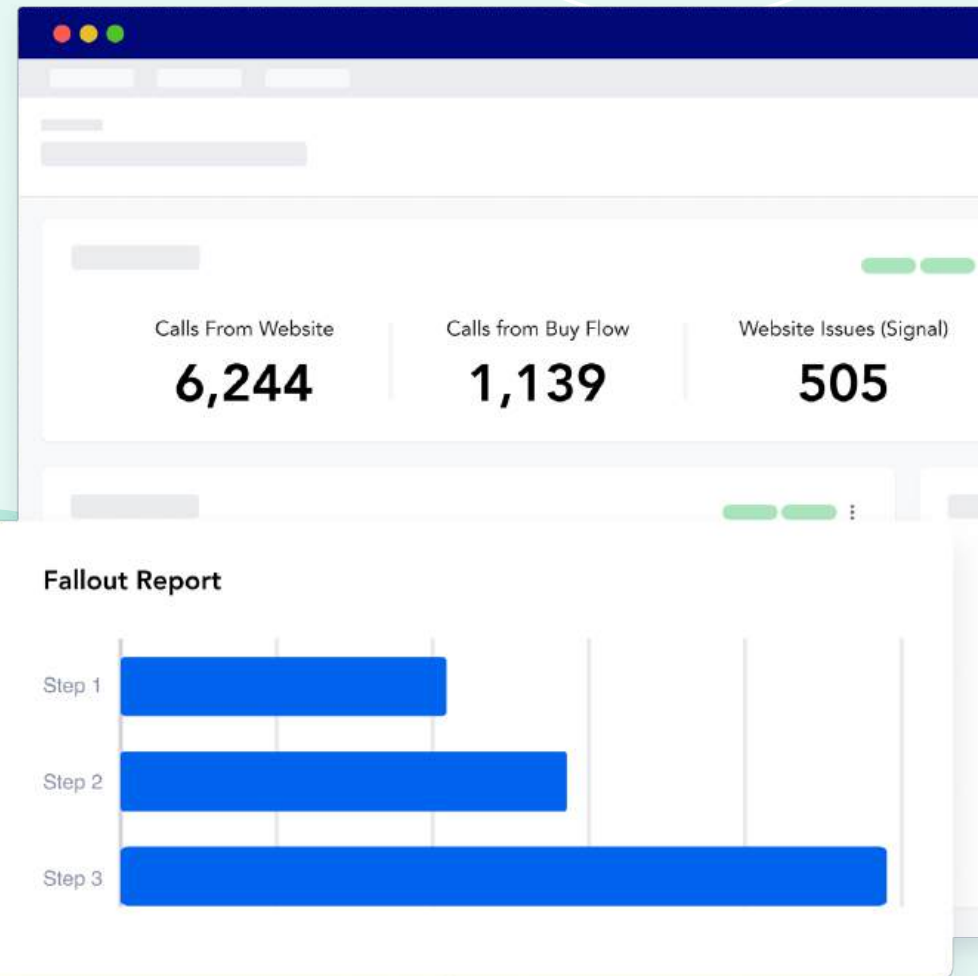 Calls From Website
Calls from Buy Flow
Website Issues (Signal)
6,244
1,139
505
Fallout Report
Step 1
Step 2
Step 3